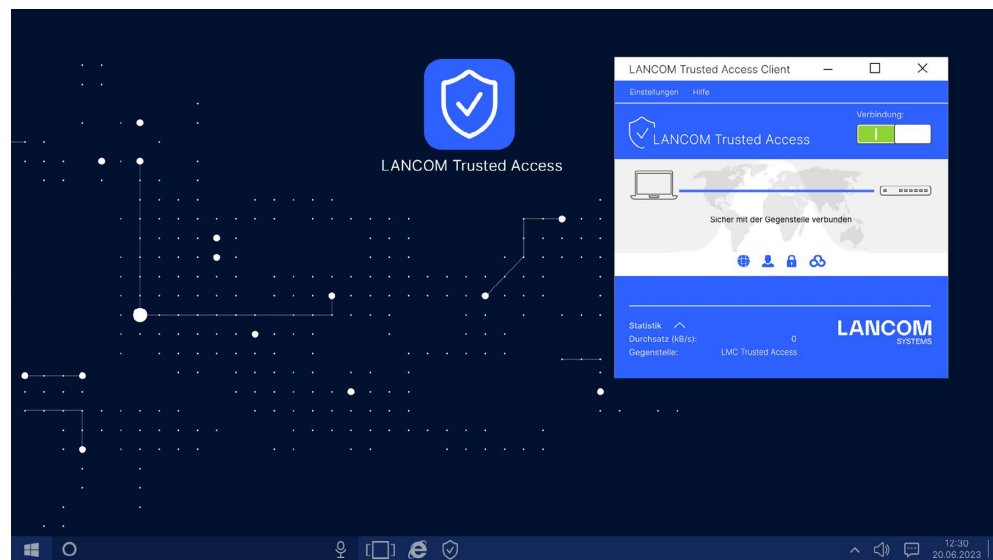 LANCOM Trusted Access
LANCOM Trusted Access Client
Einstellungen Hilfe
Verbindung:
LANCOM Trusted Access
Sicher mit der Gegenstelle verbunden
Statistik
Durchsatz (kB/s): 0
Gegenstelle: LMC Trusted Access
LANCOM
SYSTEMS
12:30
20.06.2023